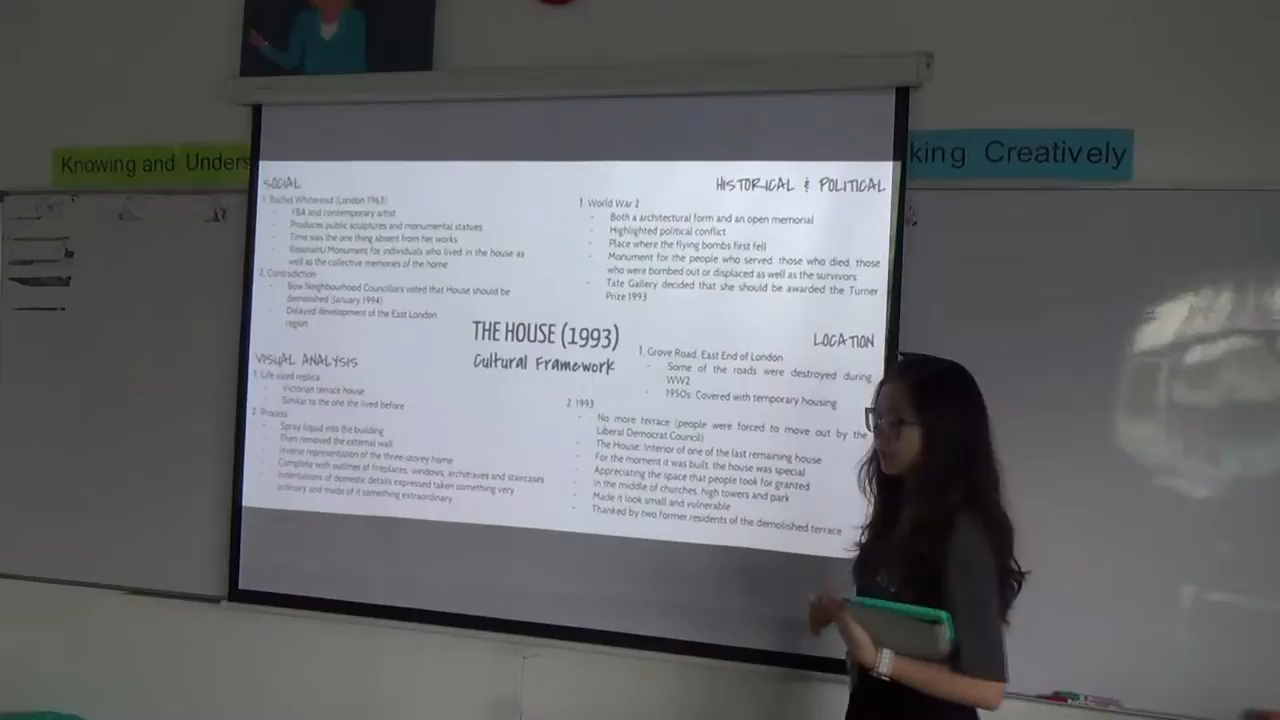 Knowing and Unders
king Creatively
SOCIAL
1. Rachel Whiteread (London 1963)
- YBA and contemporary artist
- Produces public sculptures and monumental statues
- Time was the one thing absent from her works
- Resonant/Monument for individuals who lived in the house as
well as the collective memories of the home
2. Contradiction
- Bow Neighbourhood Councillors voted that House should be
demolished (January 1994)
- Delayed development of the East London
region
HISTORICAL & POLITICAL
1. World War 2
- Both a architectural form and an open memorial
- Highlighted political conflict
- Place where the flying bombs first fell
- Monument for the people who served, those who died, those
who were bombed out or displaced as well as the survivors
- Tate Gallery decided that she should be awarded the Turner
Prize 1993
THE HOUSE (1993)
Cultural Framework
VISUAL ANALYSIS
1. Life sized replica
- Victorian terrace house
- Similar to the one she lived before
2. Process
- Spray liquid into the building
- Then removed the external wall
- Inverse representation of the three-storey home
- Complete with outlines of fireplaces, windows, architraves and staircases
- Indentations of domestic details expressed taken something very
ordinary and made of it something extraordinary
LOCATION
1. Grove Road, East End of London
- Some of the roads were destroyed during
WW2
- 1950s: Covered with temporary housing
2. 1993
- No more terrace (people were forced to move out by the
Liberal Democrat Council)
- The House: Interior of one of the last remaining house
- For the moment it was built, the house was special
- Appreciating the space that people took for granted
- In the middle of churches, high towers and park
- Made it look small and vulnerable
- Thanked by two former residents of the demolished terrace